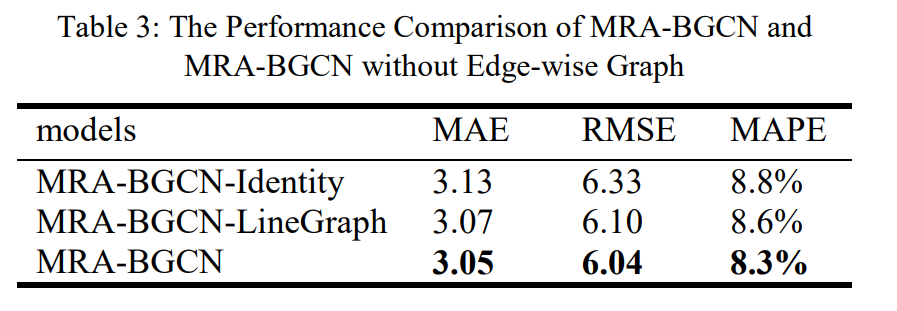 Table 3: The Performance Comparison of MRA-BGCN and
MRA-BGCN without Edge-wise Graph
models MAE RMSE MAPE
MRA-BGCN-Identity 3.13 6.33 8.8%
MRA-BGCN-LineGraph 3.07 6.10 8.6%
MRA-BGCN 3.05 6.04 8.3%